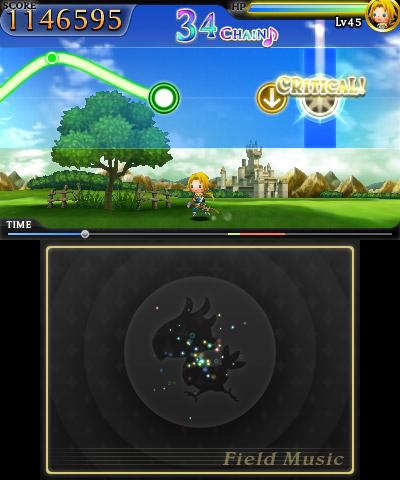 SCORE
1146595
34 CHAIN
HP
Lv45
CRITICAL!
TIME
Field Music